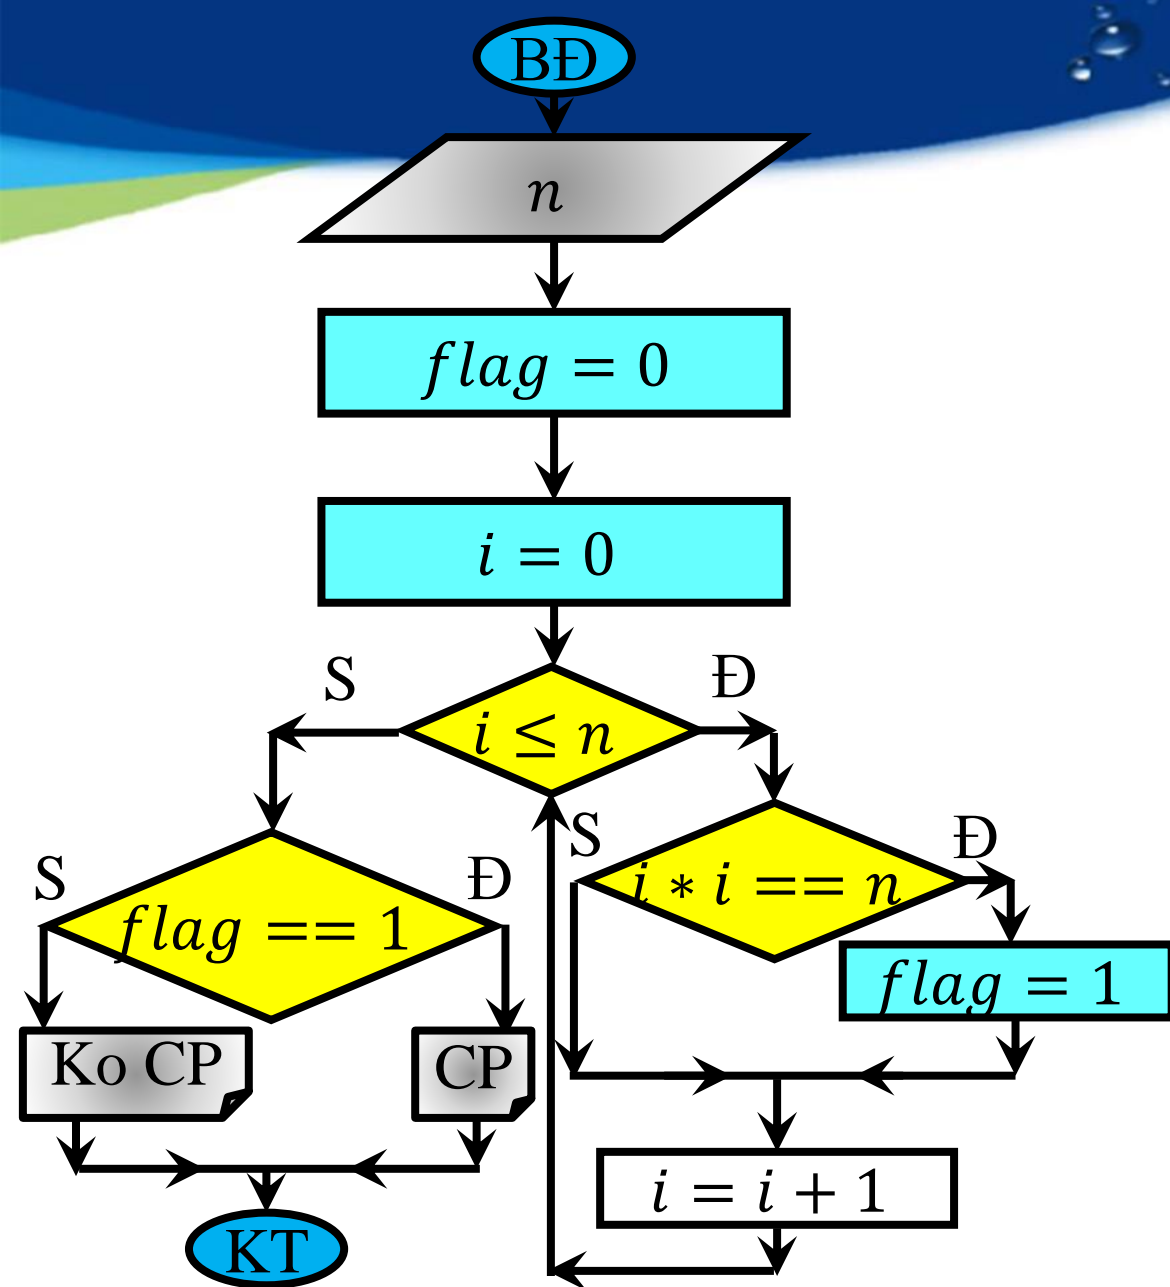 BĐ
n
flag = 0
i = 0
S
Đ
i ≤ n
S
Đ
i * i == n
S
Đ
flag == 1
flag = 1
Ko CP
CP
i = i + 1
KT